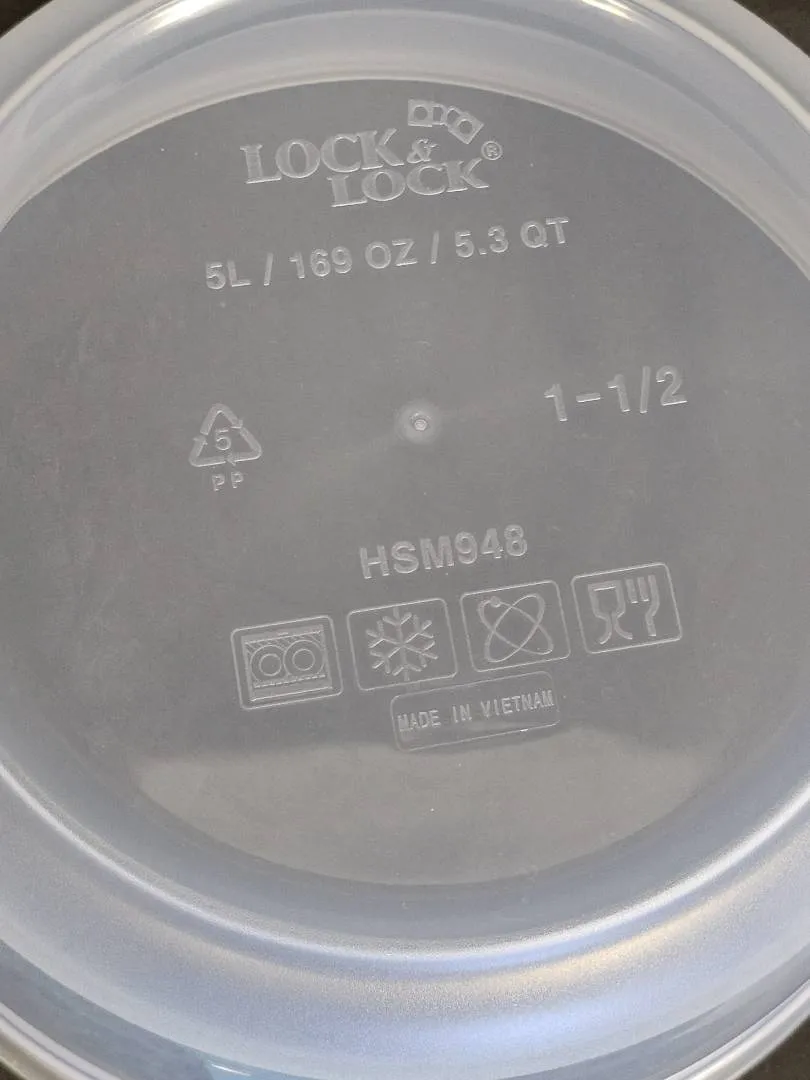 LOCK &
LOCK®
5L / 169 OZ / 5.3 QT
1-1/2
5
PP
HSM948
MADE IN VIETNAM